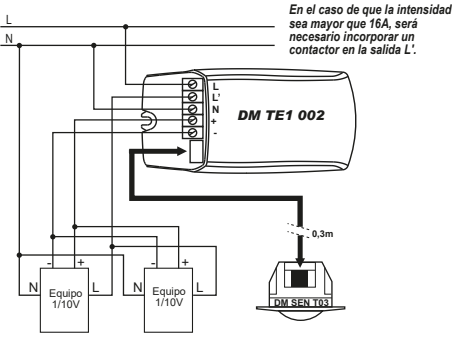 En el caso de que la intensidad
sea mayor que 16A, será
necesario incorporar un
contactor en la salida L'.
L
N
L
L'
N
+
-
DM TE1 002
0,3m
- +
- +
N Equipo L
1/10V
N Equipo L
1/10V
DM SEN T03